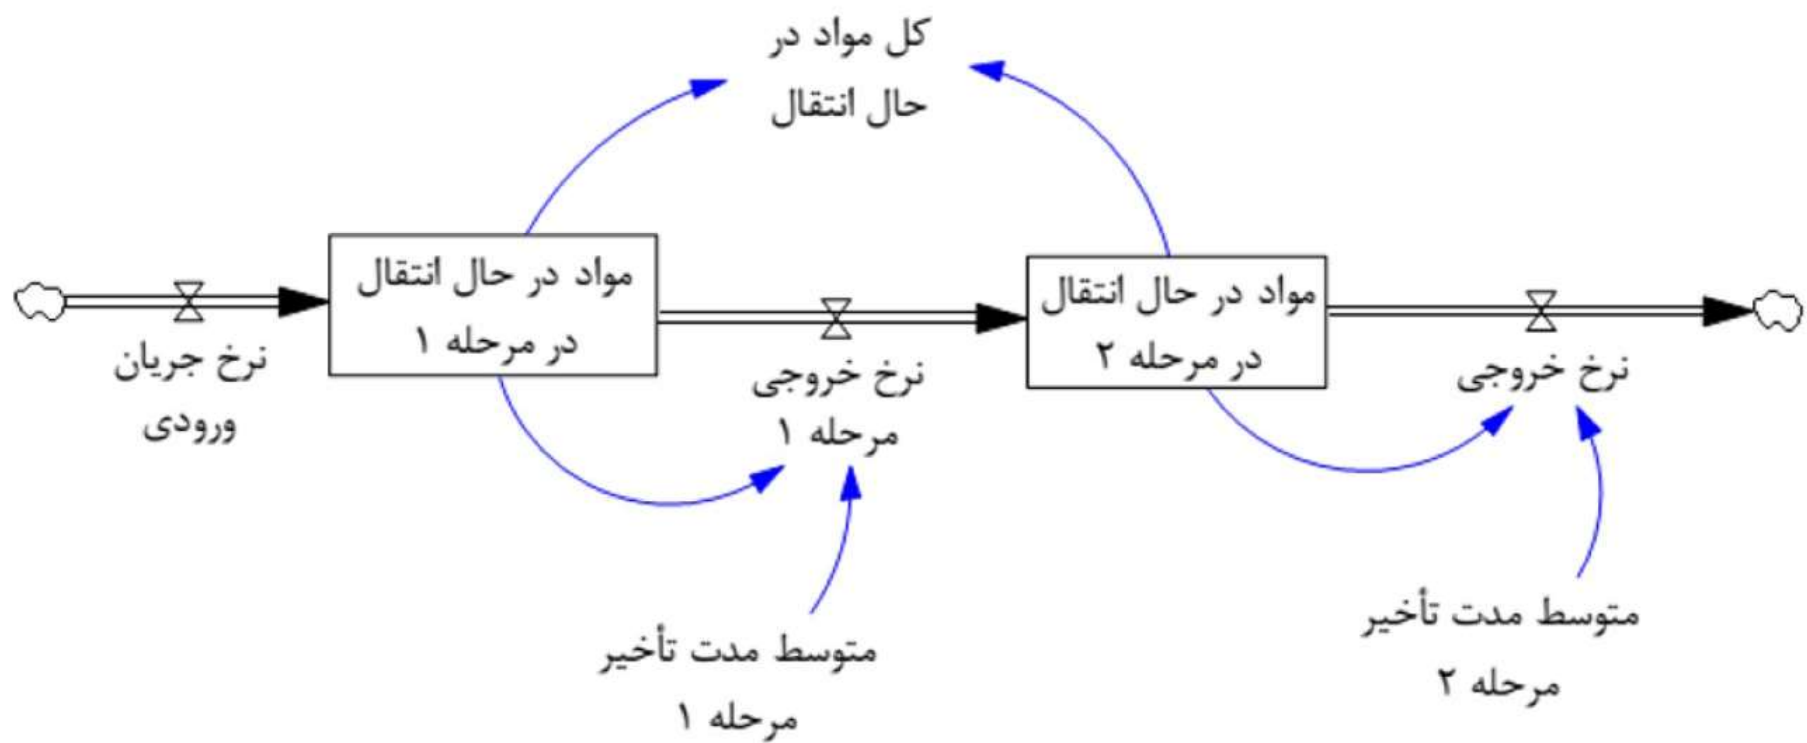 کل مواد در
حال انتقال
مواد در حال انتقال
در مرحله ۱
مواد در حال انتقال
در مرحله ۲
نرخ جریان
ورودی
نرخ خروجی
مرحله ۱
نرخ خروجی
متوسط مدت تأخیر
مرحله ۱
متوسط مدت تأخیر
مرحله ۲